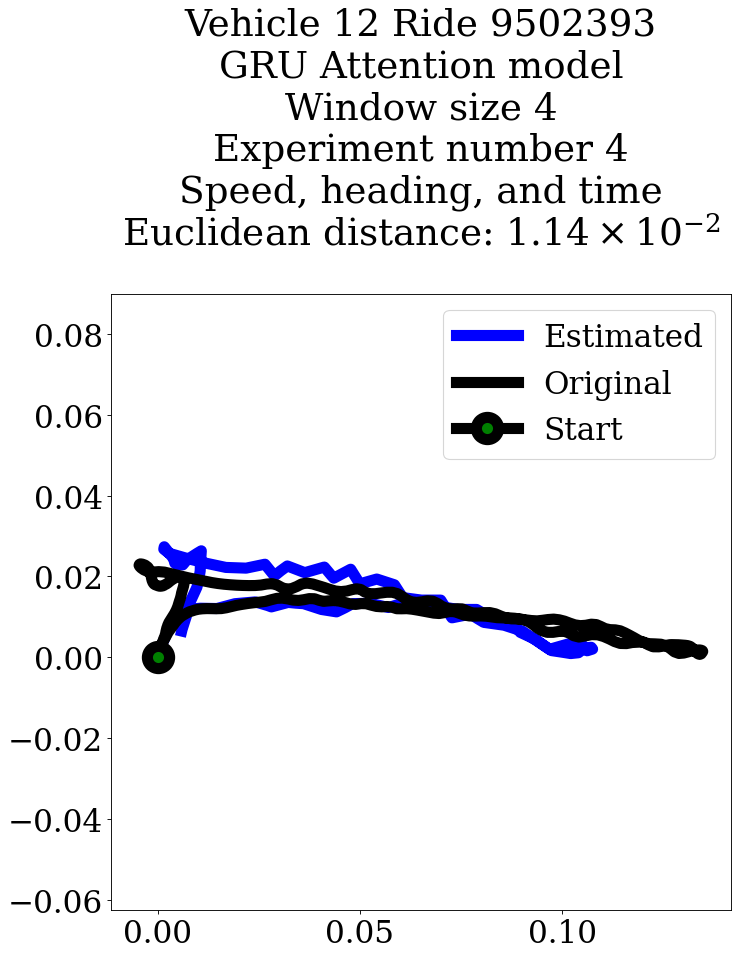 Vehicle 12 Ride 9502393
GRU Attention model
Window size 4
Experiment number 4
Speed, heading, and time
Euclidean distance: 1.14 × 10⁻²
Estimated
Original
Start
0.08
0.06
0.04
0.02
0.00
−0.02
−0.04
−0.06
0.00 0.05 0.10